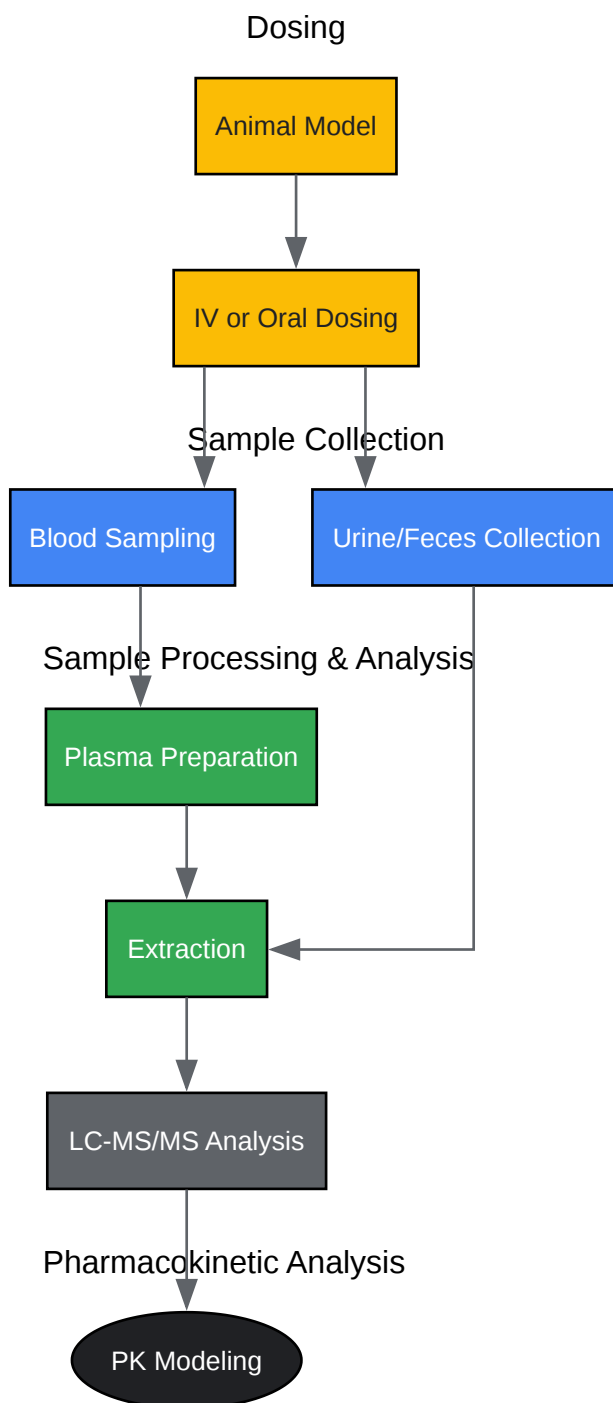 Dosing
Animal Model
IV or Oral Dosing
Sample Collection
Blood Sampling
Urine/Feces Collection
Sample Processing & Analysis
Plasma Preparation
Extraction
LC-MS/MS Analysis
Pharmacokinetic Analysis
PK Modeling